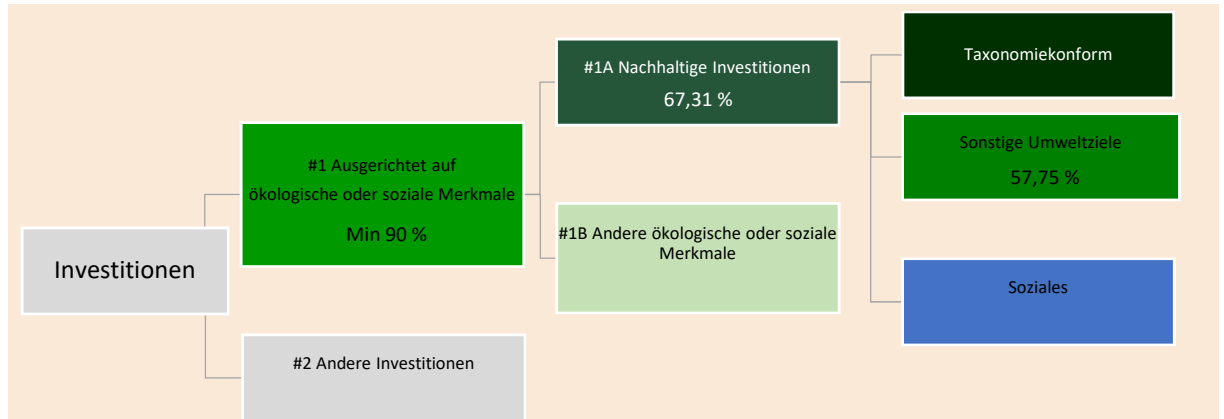 Investitionen
#1 Ausgerichtet auf
ökologische oder soziale Merkmale
Min 90 %
#2 Andere Investitionen
#1A Nachhaltige Investitionen
67,31 %
#1B Andere ökologische oder soziale
Merkmale
Taxonomiekonform
Sonstige Umweltziele
57,75 %
Soziales